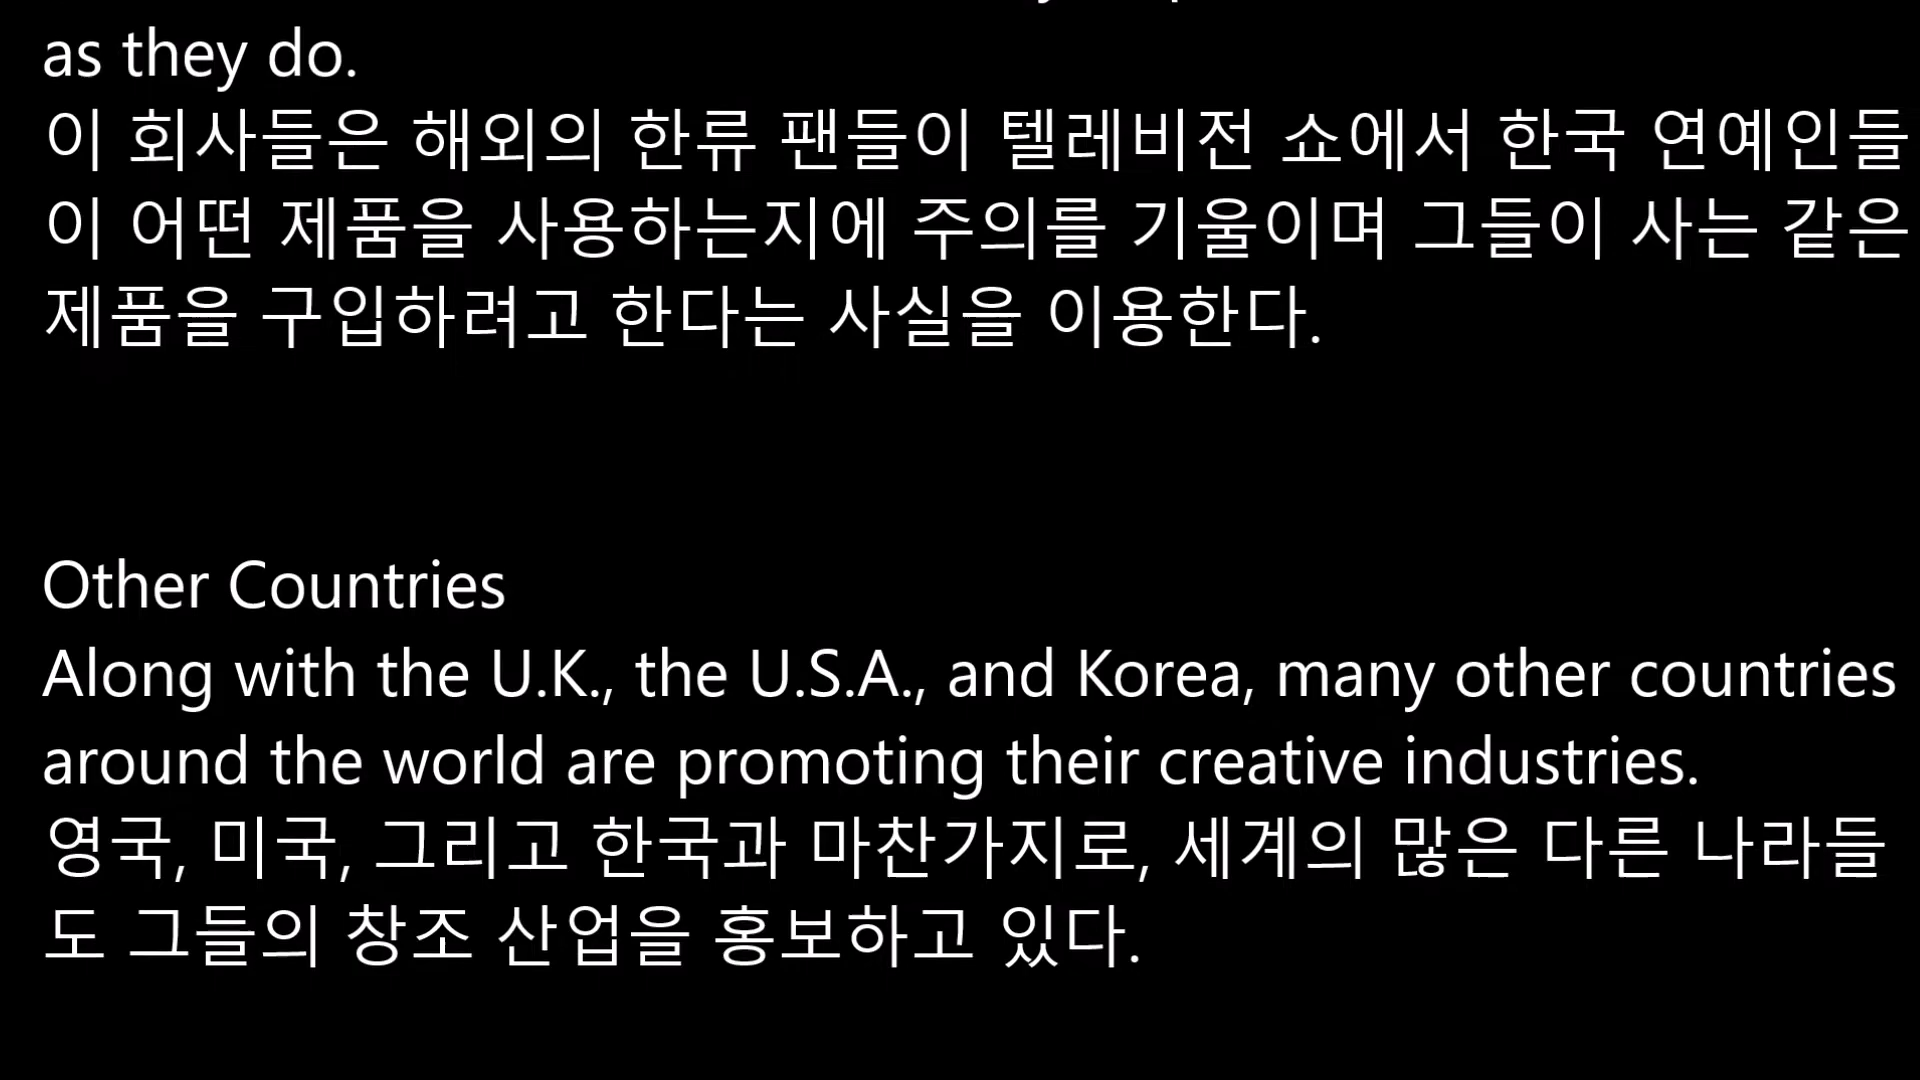 as they do.
이 회사들은 해외의 한류 팬들이 텔레비전 쇼에서 한국 연예인들
이 어떤 제품을 사용하는지에 주의를 기울이며 그들이 사는 같은
제품을 구입하려고 한다는 사실을 이용한다.
Other Countries
Along with the U.K., the U.S.A., and Korea, many other countries
around the world are promoting their creative industries.
영국, 미국, 그리고 한국과 마찬가지로, 세계의 많은 다른 나라들
도 그들의 창조 산업을 홍보하고 있다.